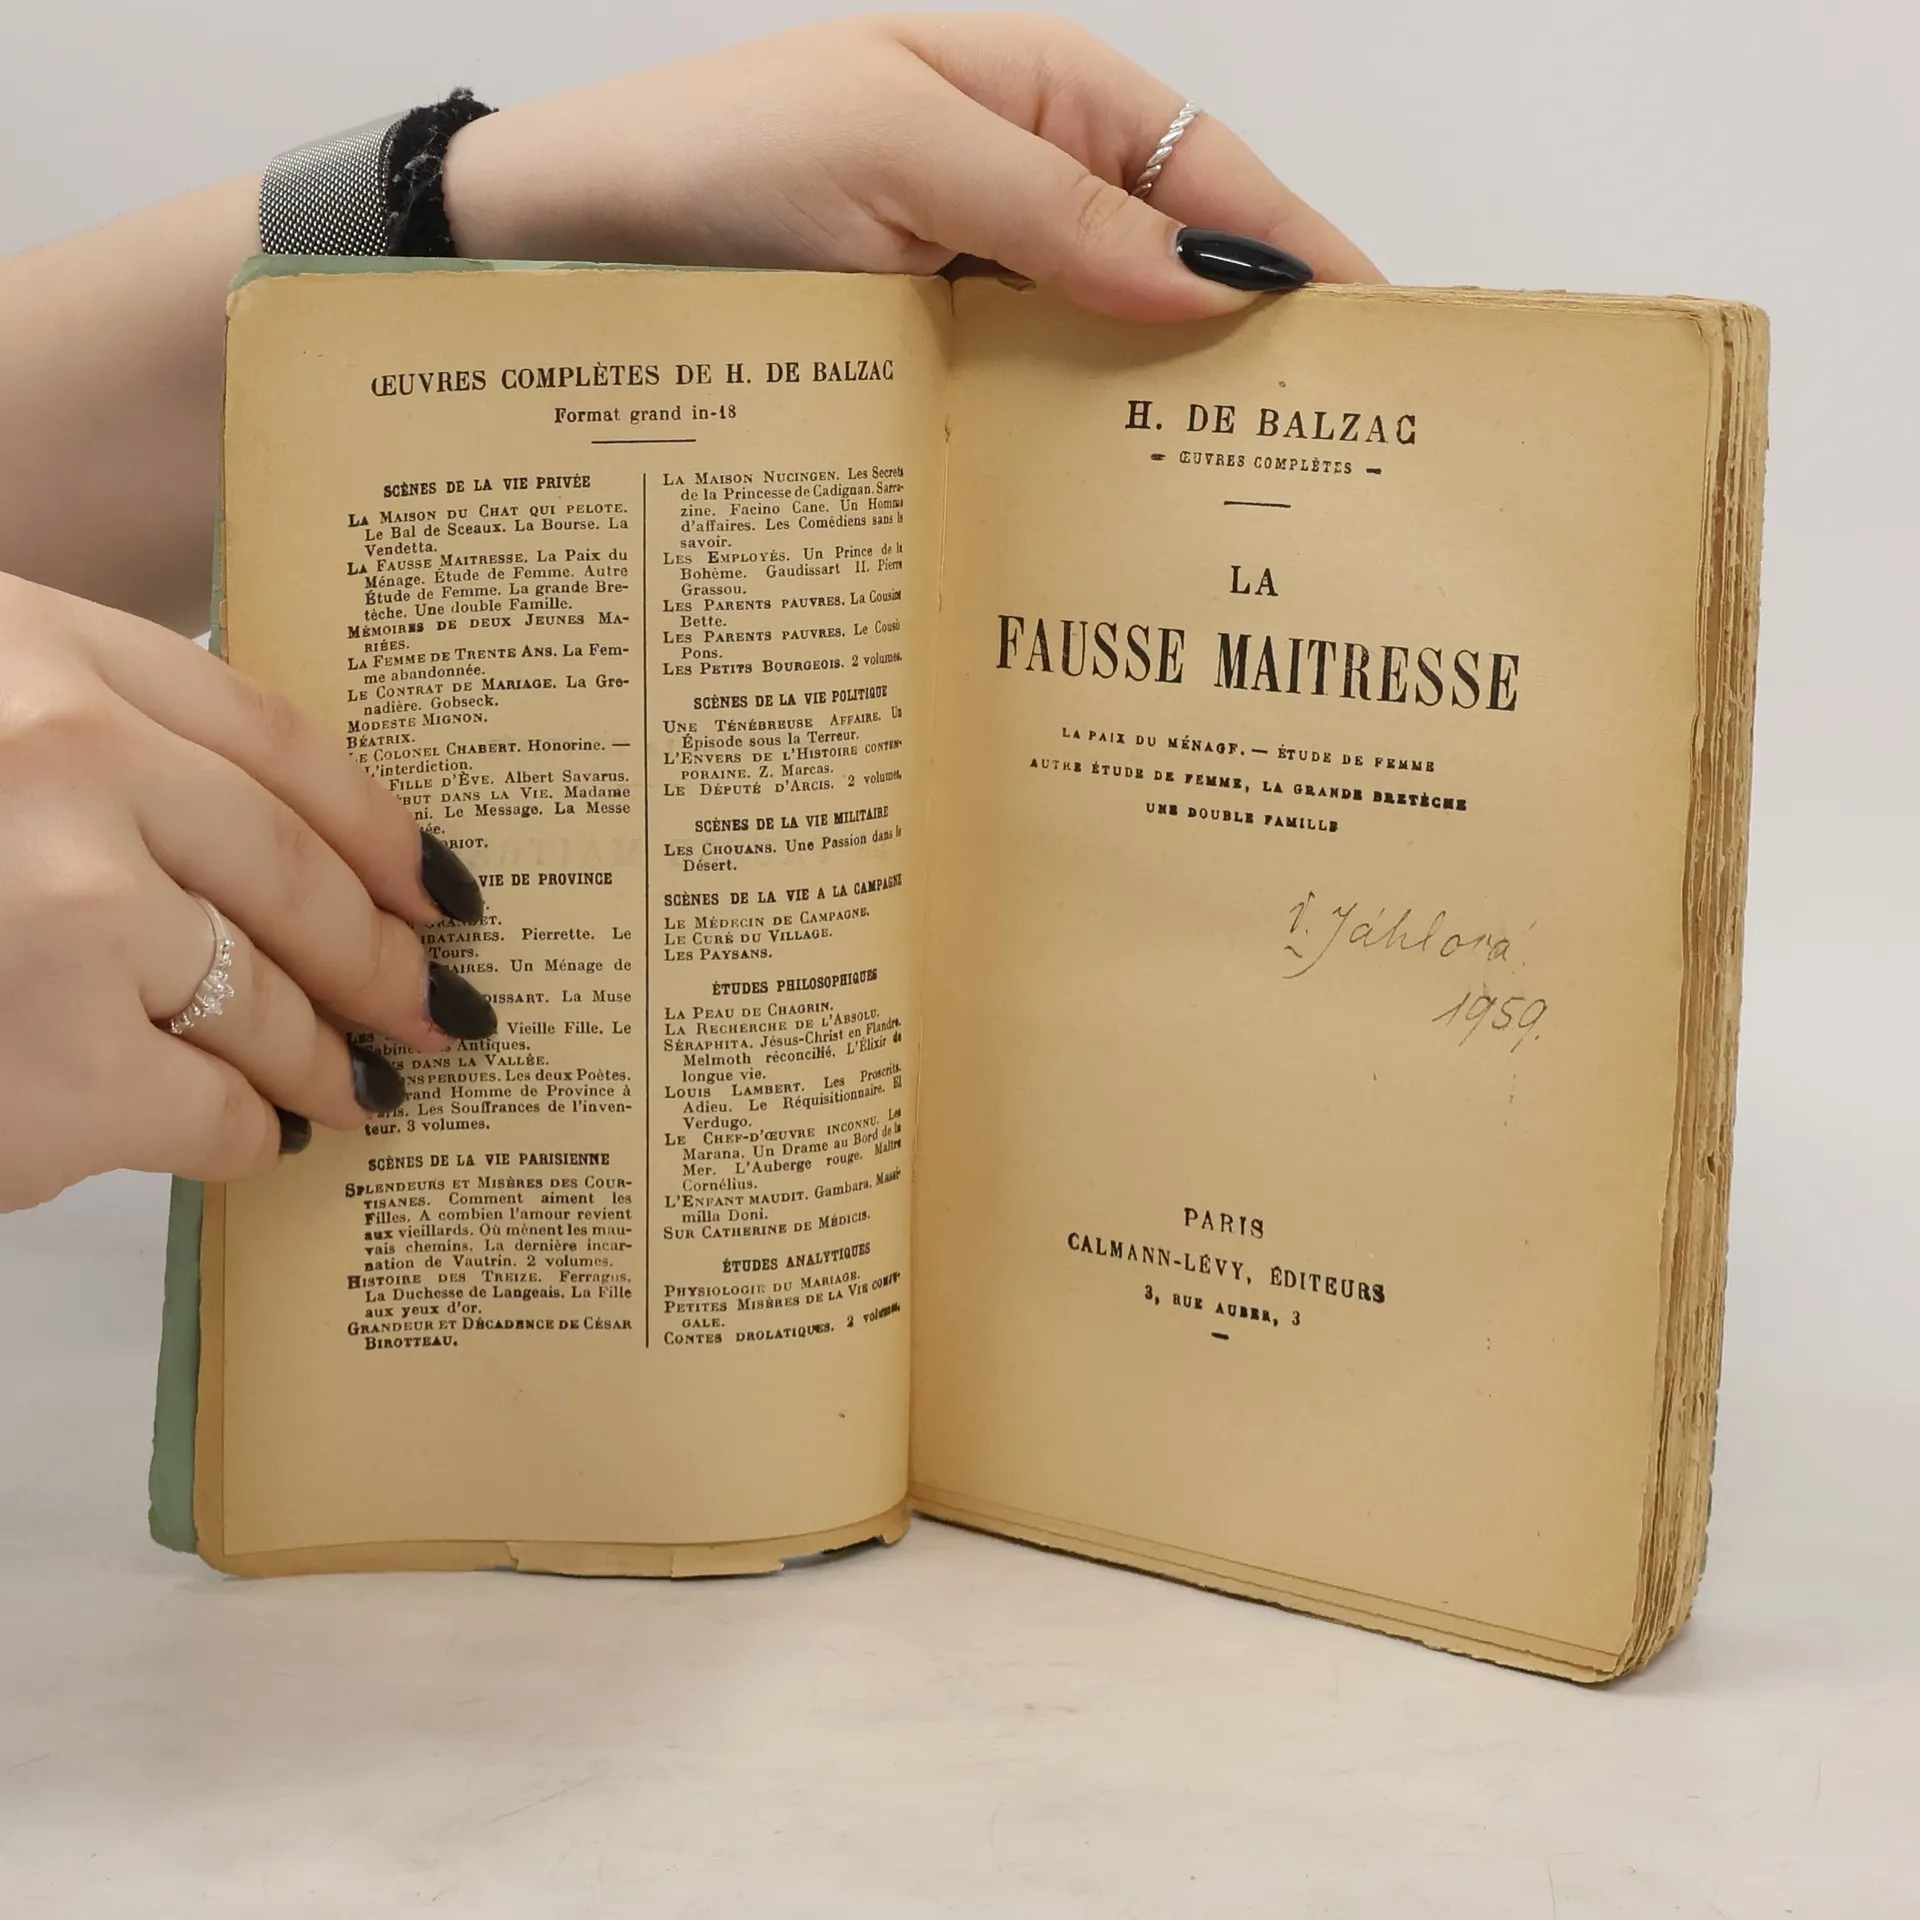 ŒUVRES COMPLÈTES DE H. DE BALZAC
Format grand in-18
SCÈNES DE LA VIE PRIVÉE
LA MAISON DU CHAT QUI PELOTE.
Le Bal de Sceaux. La Bourse. La
Vendetta.
LA FAUSSE MAITRESSE. La Paix du
Ménage. Étude de Femme. Autre
Étude de Femme. La grande Bre-
tèche. Une double Famille.
MÉMOIRES DE DEUX JEUNES MA-
RIÉES.
LA FEMME DE TRENTE ANS. La Fem-
me abandonnée.
LE CONTRAT DE MARIAGE. La Gre-
nadière. Gobseck.
MODESTE MIGNON.
BÉATRIX.
LE COLONEL CHABERT. Honorine. —
L'interdiction.
FILLE D'ÈVE. Albert Savarus.
DANS LA VIE. Madame
Le Message. La Messe
VIE DE PROVINCE
Pierrette. Le
Tours.
Un Ménage de
La Muse
Vieille Fille. Le
Antiques.
DANS LA VALLÉE.
Les deux Poètes.
Homme de Province à
Les Souffrances de l'inven-
teur. 3 volumes.
SCÈNES DE LA VIE PARISIENNE
SPLENDEURS ET MISÈRES DES COUR-
TISANES. Comment aiment les
Filles. A combien l'amour revient
aux vieillards. Où mènent les mau-
vais chemins. La dernière incar-
nation de Vautrin. 2 volumes.
HISTOIRE DES TREIZE. Ferragus.
La Duchesse de Langeais. La Fille
aux yeux d'or.
GRANDEUR ET DÉCADENCE DE CÉSAR
BIROTTEAU.
LA MAISON NUCINGEN. Les Secrets
de la Princesse de Cadignan. Sarra-
zine. Facino Cane. Un Homme
d'affaires. Les Comédiens sans le
savoir.
LES EMPLOYÉS. Un Prince de la
Bohème. Gaudissart II. Pierre
Grassou.
LES PARENTS PAUVRES. La Cousine
Bette.
LES PARENTS PAUVRES. Le Cousin
Pons.
LES PETITS BOURGEOIS. 2 volumes.
SCÈNES DE LA VIE POLITIQUE
UNE TÉNÉBREUSE AFFAIRE. Un
Épisode sous la Terreur.
L'ENVERS DE L'HISTOIRE CONTEM-
PORAINE. Z. Marcas.
LE DÉPUTÉ D'ARCIS. 2 volumes.
SCÈNES DE LA VIE MILITAIRE
LES CHOUANS. Une Passion dans le
Désert.
SCÈNES DE LA VIE A LA CAMPAGNE
LE MÉDECIN DE CAMPAGNE.
LE CURÉ DU VILLAGE.
LES PAYSANS.
ÉTUDES PHILOSOPHIQUES
LA PEAU DE CHAGRIN.
LA RECHERCHE DE L'ABSOLU.
SÉRAPHITA. Jésus-Christ en Flandre.
Melmoth réconcilié. L'Élixir de
longue vie.
LOUIS LAMBERT. Les Proscrits.
Adieu. Le Réquisitionnaire. El
Verdugo.
LE CHEF-D'ŒUVRE INCONNU. Les
Marana. Un Drame au Bord de la
Mer. L'Auberge rouge. Maître
Cornélius.
L'ENFANT MAUDIT. Gambara. Massi-
milla Doni.
SUR CATHERINE DE MÉDICIS.
ÉTUDES ANALYTIQUES
PHYSIOLOGIE DU MARIAGE.
PETITES MISÈRES DE LA VIE CONJU-
GALE.
CONTES DROLATIQUES. 2 volumes.
H. DE BALZAC
ŒUVRES COMPLÈTES
LA
FAUSSE MAITRESSE
LA PAIX DU MÉNAGE. — ÉTUDE DE FEMME
AUTRE ÉTUDE DE FEMME, LA GRANDE BRETÈCHE
UNE DOUBLE FAMILLE
V. Jáhlová
1959.
PARIS
CALMANN-LÉVY, ÉDITEURS
3, RUE AUBER, 3